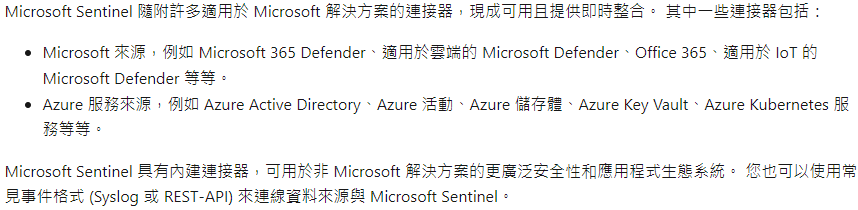 Microsoft Sentinel 隨附許多適用於 Microsoft 解決方案的連接器，現成可用且提供即時整合。 其中一些連接器包括：
• Microsoft 來源，例如 Microsoft 365 Defender、適用於雲端的 Microsoft Defender、Office 365、適用於 IoT 的
Microsoft Defender 等等。
• Azure 服務來源，例如 Azure Active Directory、Azure 活動、Azure 儲存體、Azure Key Vault、Azure Kubernetes 服
務等等。
Microsoft Sentinel 具有內建連接器，可用於非 Microsoft 解決方案的更廣泛安全性和應用程式生態系統。 您也可以使用常
見事件格式 (Syslog 或 REST-API) 來連線資料來源與 Microsoft Sentinel。